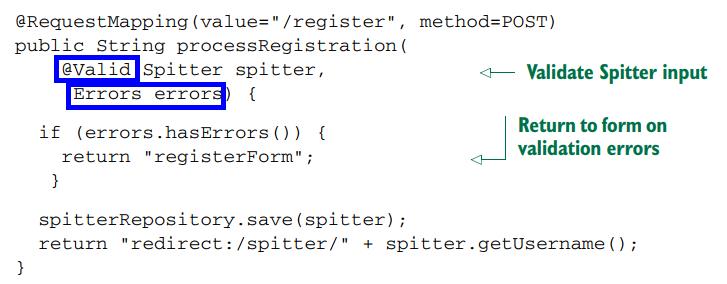 @RequestMapping(value="/register", method=POST)
public String processRegistration(
@Valid Spitter spitter,
Validate Spitter input
Errors errors) {
if (errors.hasErrors()) {
return "registerForm";
}
Return to form on
validation errors
spitterRepository.save(spitter);
return "redirect:/spitter/" + spitter.getUsername();
}